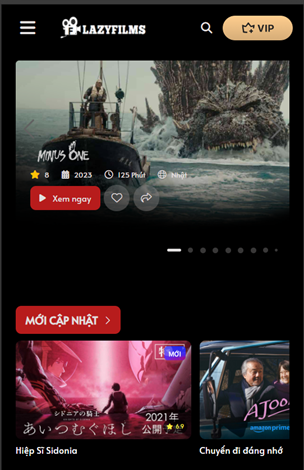 LAZYFILMS
VIP
MINUS ONE
8 2023 125 Phút Nhật
Xem ngay
MỚI CẬP NHẬT
MỚI
シドニアの騎士
あいつむぐほし
2021年
公開
6.9
AJOO
amazonprime
Hiệp Sĩ Sidonia
Chuyến đi đáng nhớ